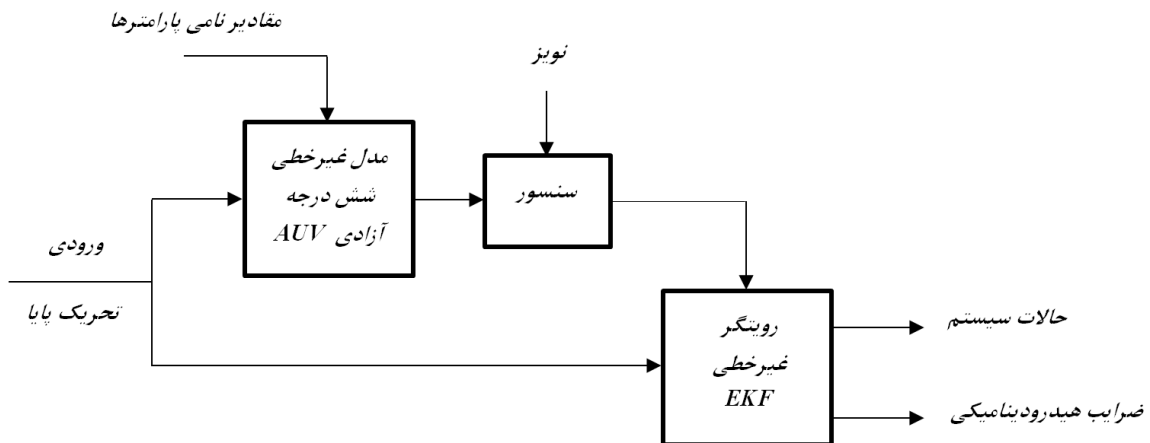 مقادیر نامی پارامترها
نویز
مدل غیرخطی
شش درجه
آزادی AUV
سنسور
ورودی
تحریک پایا
رویتگر
غیرخطی
EKF
حالات سیستم
ضرایب هیدرودینامیکی